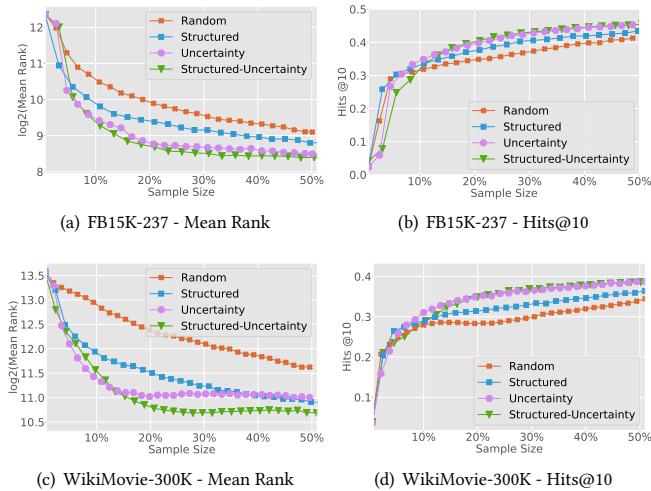 12
11
10
9
8
log2(Mean Rank)
Random
Structured
Uncertainty
Structured-Uncertainty
10% 20% 30% 40% 50%
Sample Size
(a) FB15K-237 - Mean Rank
0.5
0.4
0.3
0.2
0.1
0.0
Hits @10
Random
Structured
Uncertainty
Structured-Uncertainty
10% 20% 30% 40% 50%
Sample Size
(b) FB15K-237 - Hits@10
13.5
13.0
12.5
12.0
11.5
11.0
10.5
log2(Mean Rank)
Random
Structured
Uncertainty
Structured-Uncertainty
10% 20% 30% 40% 50%
Sample Size
(c) WikiMovie-300K - Mean Rank
0.4
0.3
0.2
0.1
Hits @10
Random
Structured
Uncertainty
Structured-Uncertainty
10% 20% 30% 40% 50%
Sample Size
(d) WikiMovie-300K - Hits@10